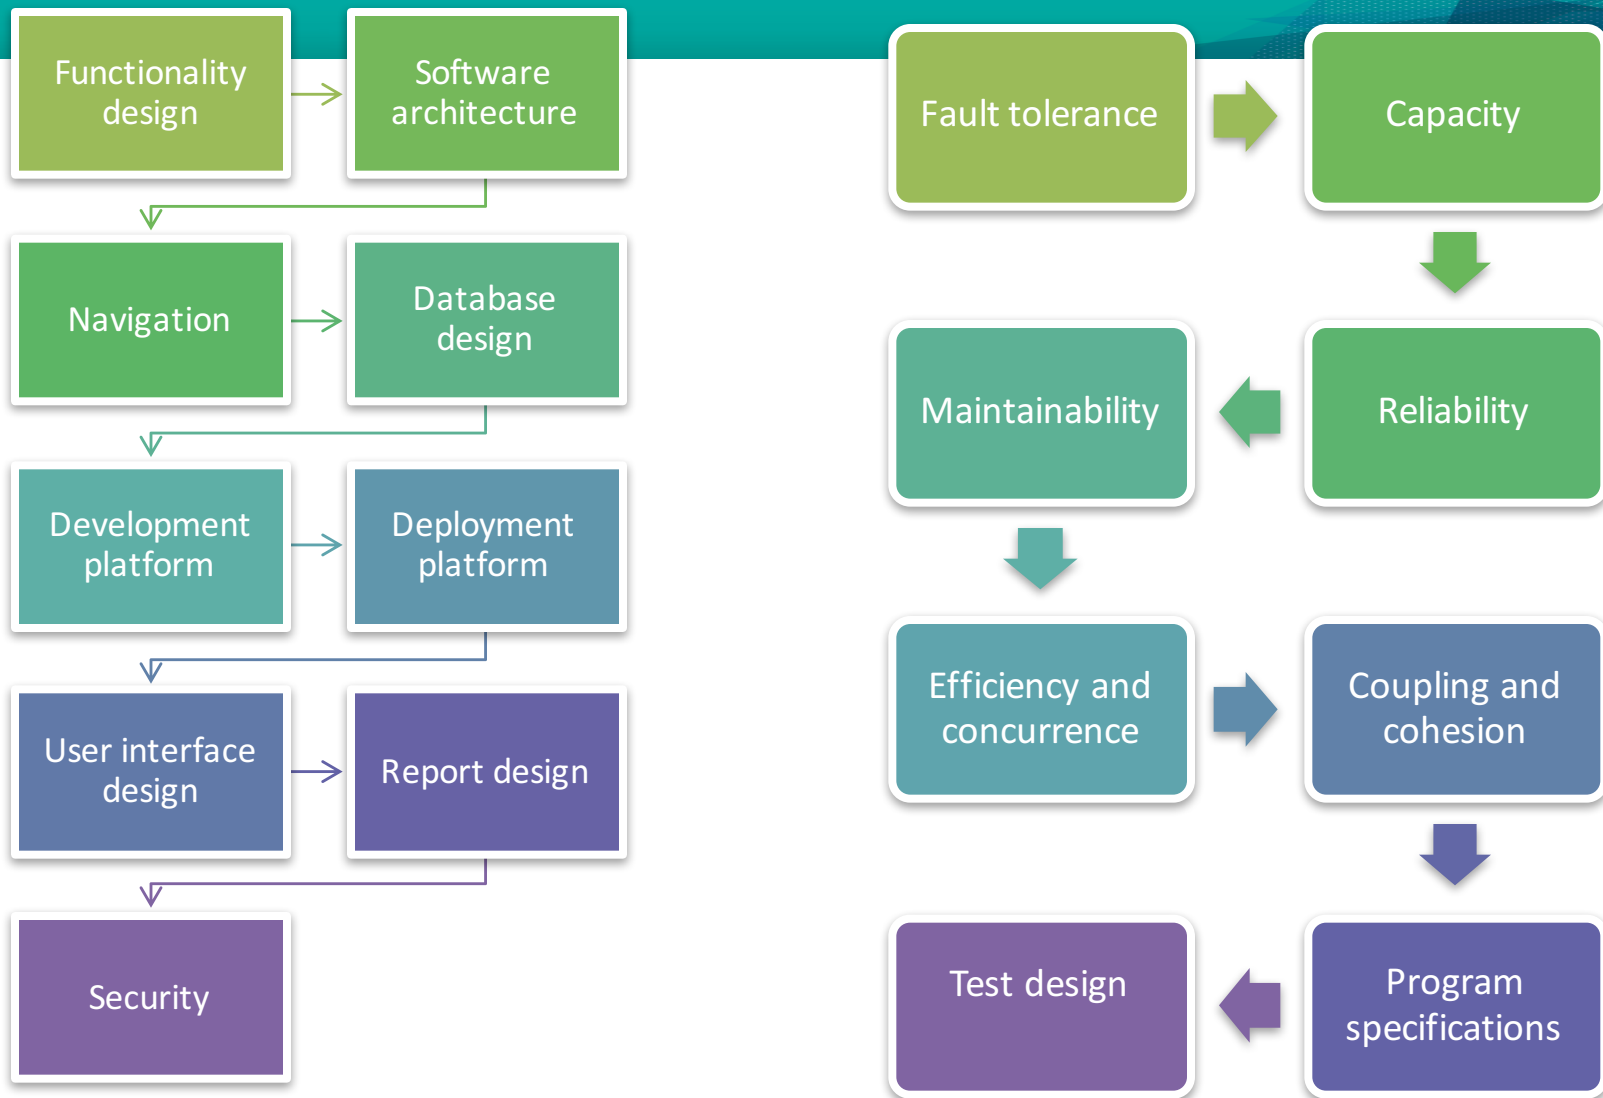 Functionality
design
Software
architecture
Navigation
Database
design
Development
platform
Deployment
platform
User interface
design
Report design
Security
Fault tolerance
Capacity
Reliability
Maintainability
Efficiency and
concurrence
Coupling and
cohesion
Program
specifications
Test design